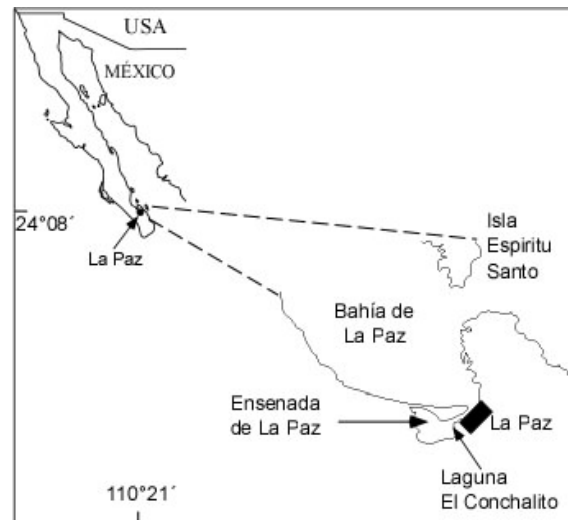 USA
MÉXICO
24°08´
La Paz
Isla
Espiritu
Santo
Bahía de
La Paz
Ensenada
de La Paz
La Paz
Laguna
El Conchalito
110°21´